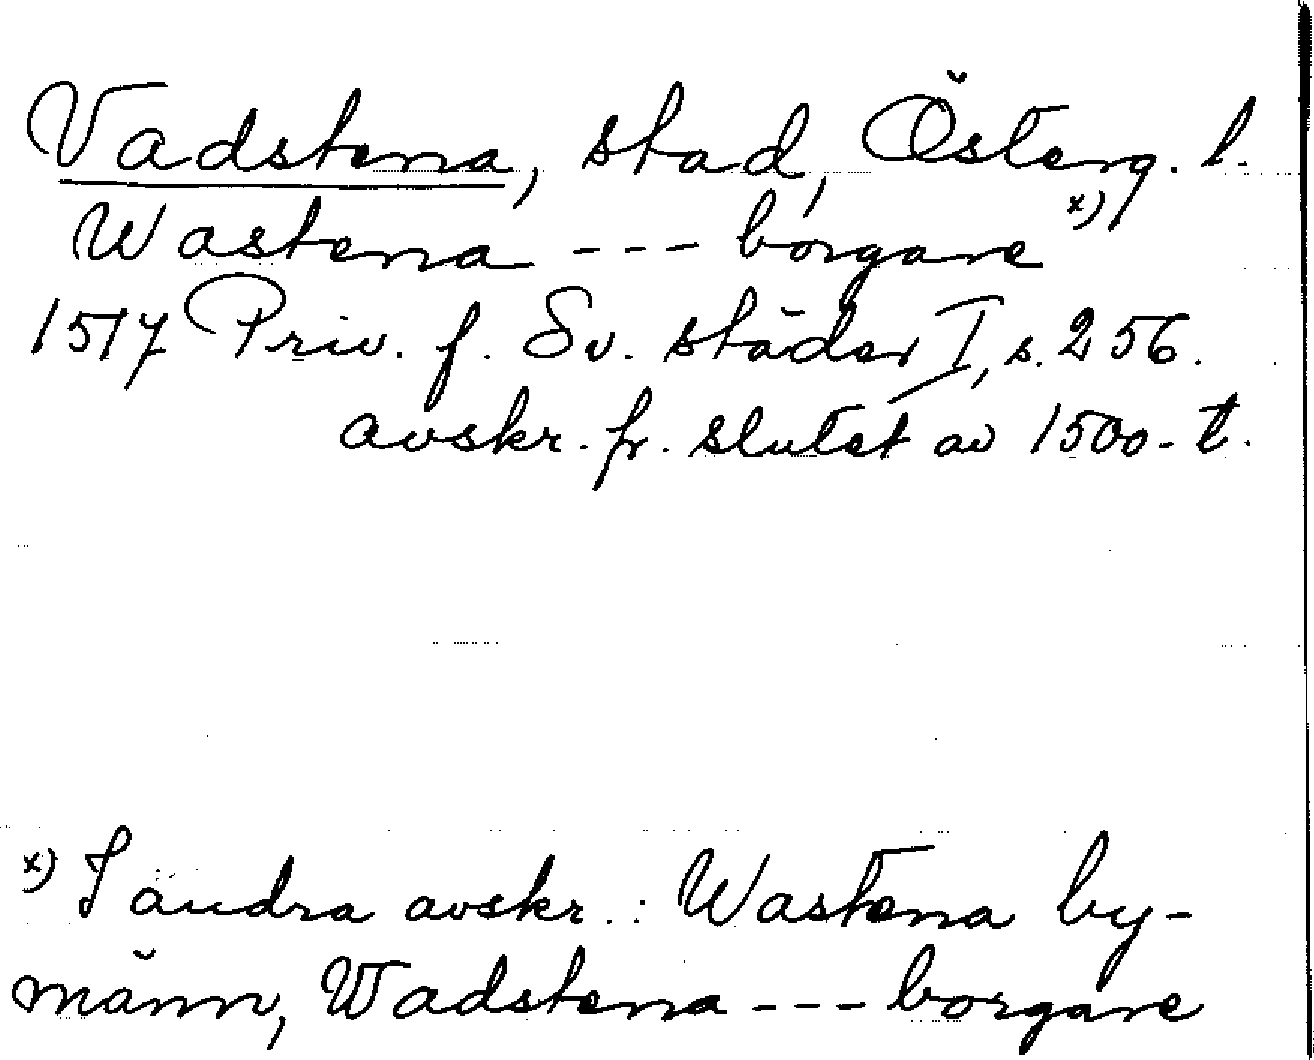 Vadstena, stad, Österg. l.
Wastena --- borgare x)
1517 Priv. f. Sv. städer I, s. 256.
avskr. fr. slutet av 1500-t.
x) I andra avskr.: Wastena by-
männ, Wadstena --- borgare